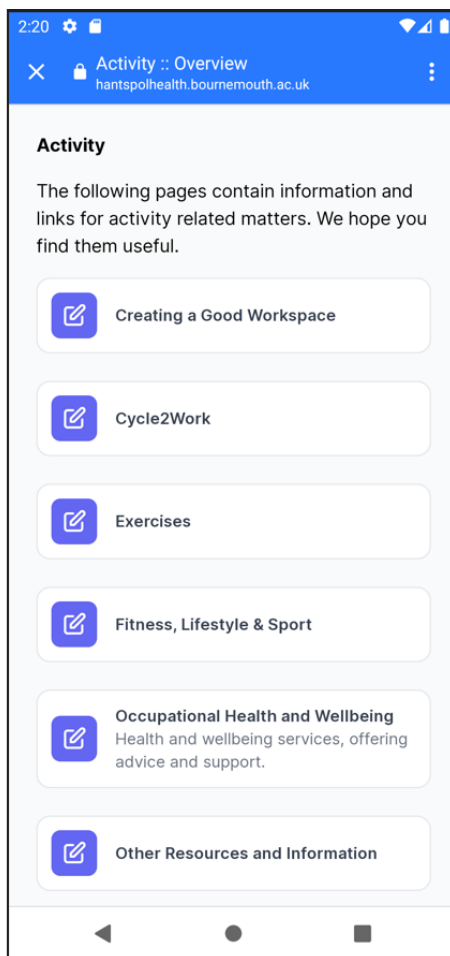 2:20
Activity :: Overview
hantspolhealth.bournemouth.ac.uk
Activity
The following pages contain information and
links for activity related matters. We hope you
find them useful.
Creating a Good Workspace
Cycle2Work
Exercises
Fitness, Lifestyle & Sport
Occupational Health and Wellbeing
Health and wellbeing services, offering
advice and support.
Other Resources and Information